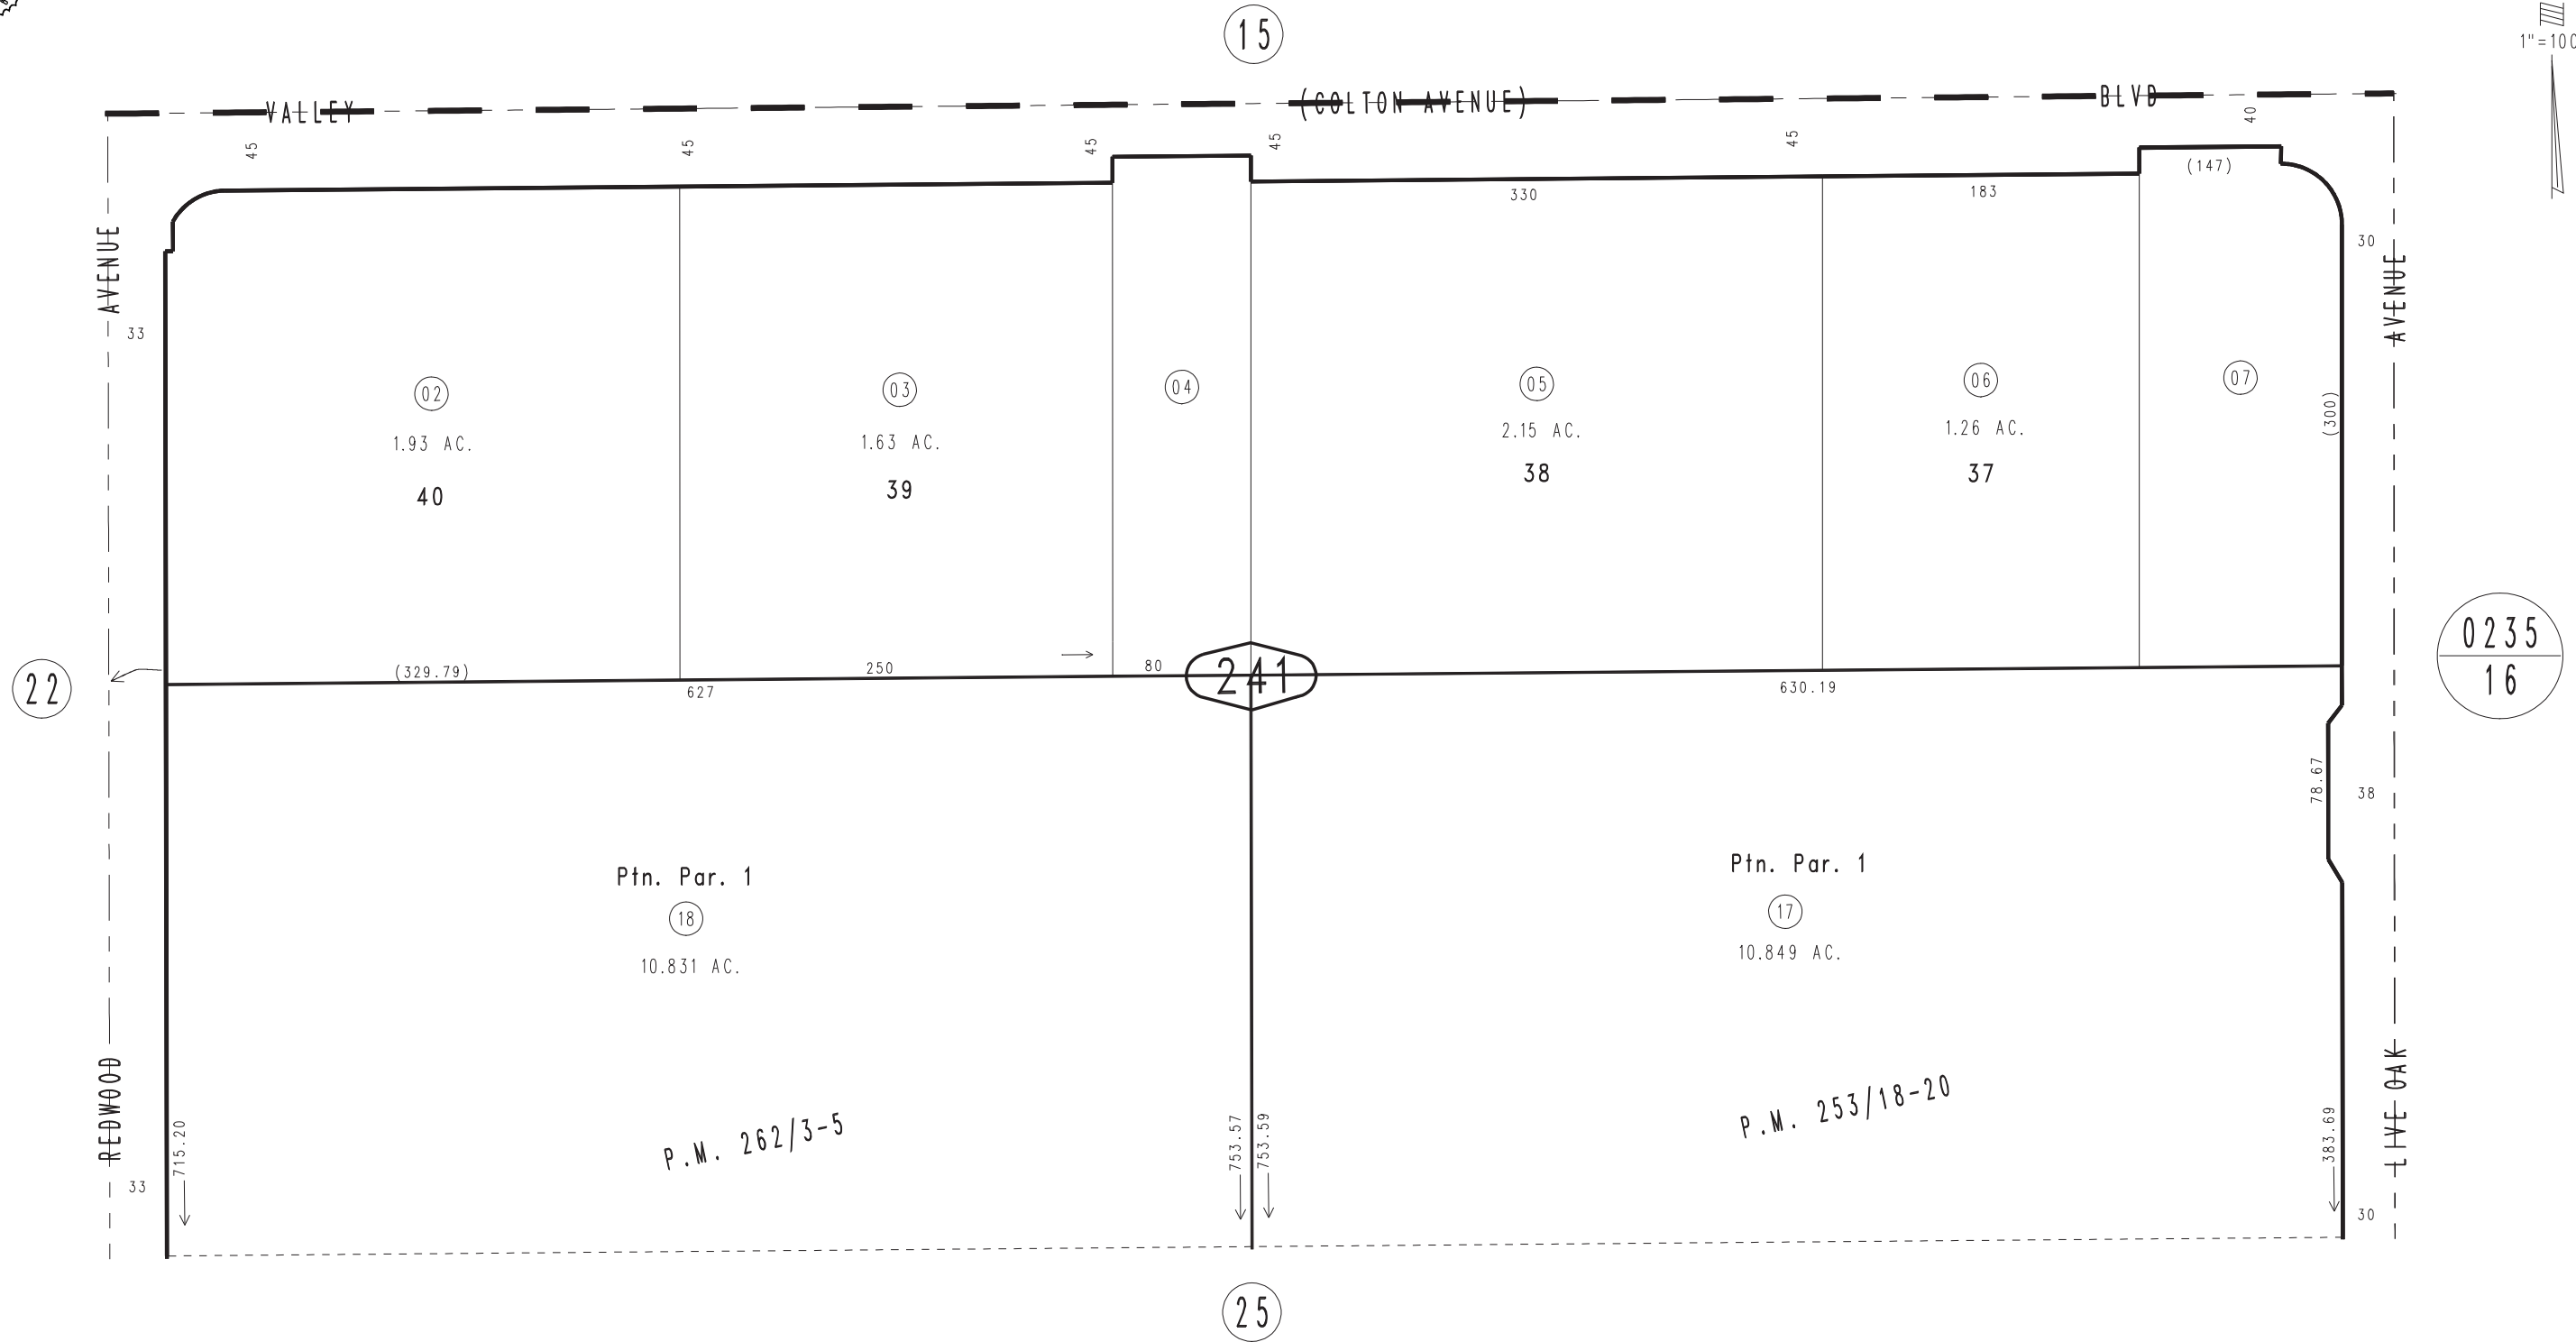 15
1"=100
VALLEY (COLTON AVENUE) BLVD
45 45 45 45 45 40
(147)
330 183
AVENUE
33
30
AVENUE
02 03 04 05 06 07
1.93 AC. 1.63 AC. 2.15 AC. 1.26 AC.
40 39 38 37
(300)
22
(329.79) 250 80
241
627 630.19
0235
16
78.67
38
Ptn. Par. 1
18
10.831 AC.
Ptn. Par. 1
17
10.849 AC.
P.M. 262/3-5
P.M. 253/18-20
REDWOOD
33
715.20
753.57
753.59
383.69
LIVE OAK
30
25